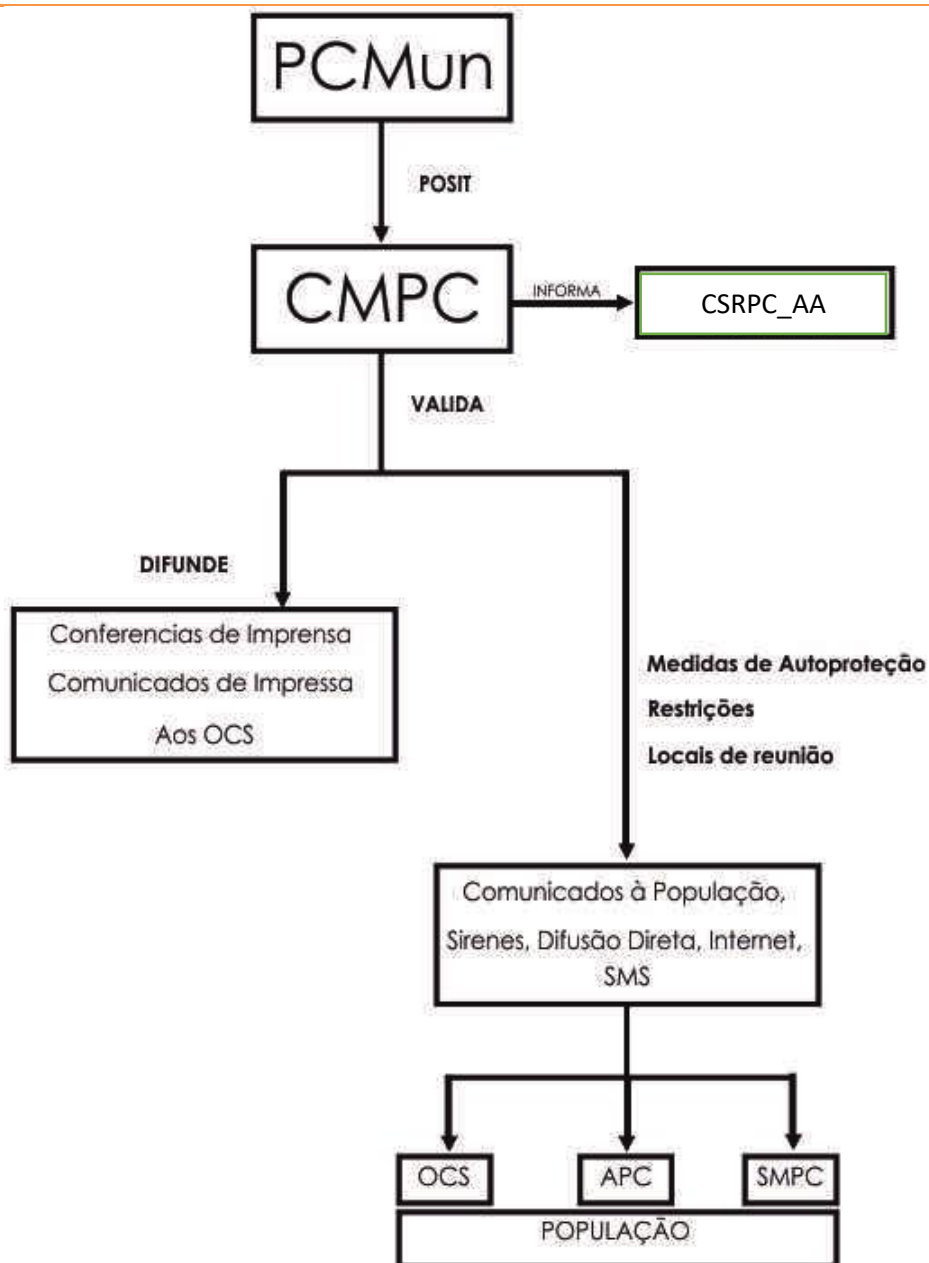 PCMun
POSIT
CMPC
INFORMA
CSRPC_AA
VALIDA
DIFUNDE
Conferencias de Imprensa
Comunicados de Impressa
Aos OCS
Medidas de Autoproteção
Restrições
Locais de reunião
Comunicados à População,
Sirenes, Difusão Direta, Internet,
SMS
OCS
APC
SMPC
POPULAÇÃO